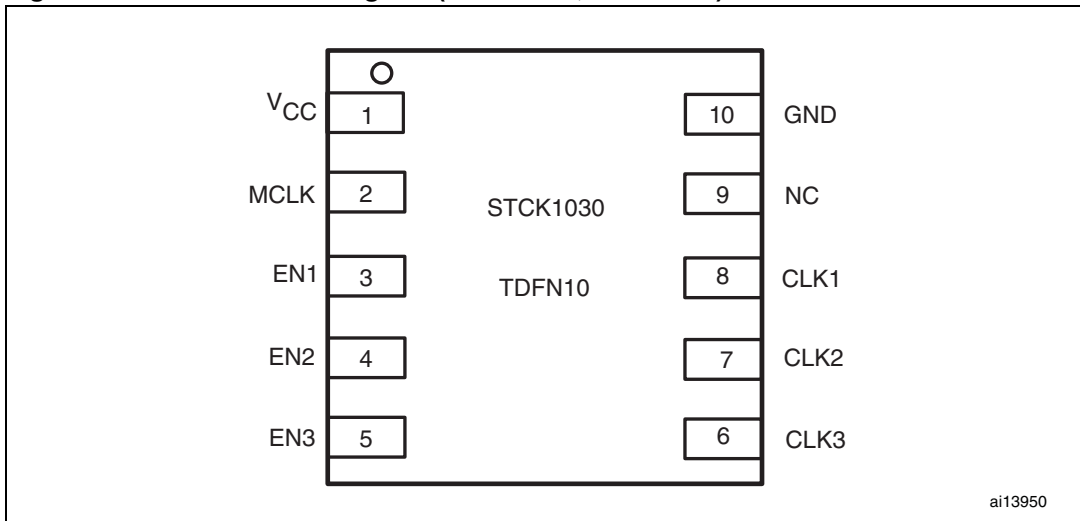 VCC 1 10 GND
MCLK 2 9 NC
STCK1030
EN1 3 8 CLK1
TDFN10
EN2 4 7 CLK2
EN3 5 6 CLK3
ai13950